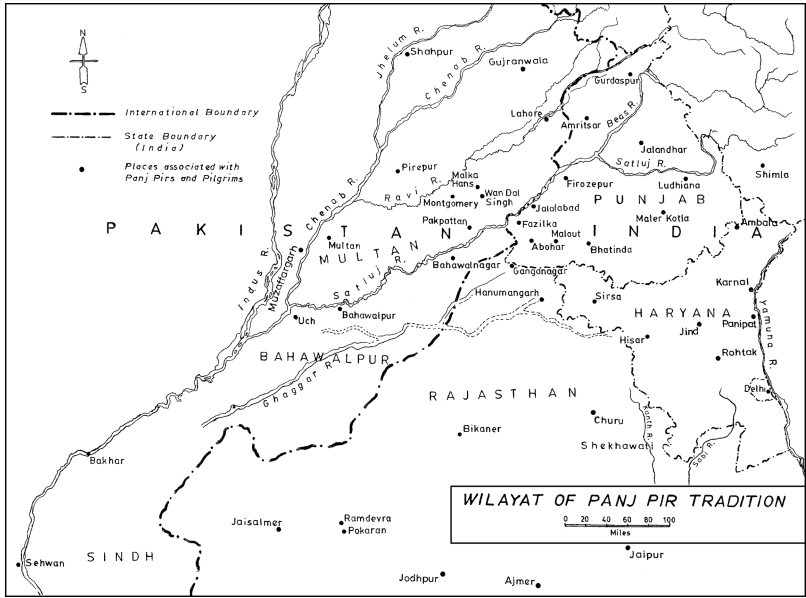 N
S
International Boundary
State Boundary
(India)
Places associated with
Panj Pirs and Pilgrims
Jhelum R.
Shahpur
Chenab R.
Gujranwala
Gurdaspur
Lahore
Amritsar
Beas R.
Jalandhar
Satluj R.
Shimla
Pirepur
Malka
Hans
Ravi R.
Wan Dal
Singh
Montgomery
Firozepur
Ludhiana
PUNJAB
Chenab R.
Jalalabad
Maler Kotla
Pakpattan
Fazilka
Ambala
PAKISTAN
INDIA
Multan
MULTAN
Malout
Abohar
Bhatinda
Muzaffargarh
Indus R.
Satluj R.
Bahawalnagar
Ganganagar
Karnal
Hanumangarh
Sirsa
HARYANA
Uch
Bahawalpur
Jind
Panipat
Yamuna R.
Hisar
BAHAWALPUR
Rohtak
Ghaggar R.
Delhi
RAJASTHAN
Churu
Kanth R.
Bikaner
Shekhawati
Sabi R.
Bakhar
WILAYAT OF PANJ PIR TRADITION
0 20 40 60 80 100
Miles
Jaisalmer
Ramdevra
Pokaran
SINDH
Sehwan
Jaipur
Jodhpur
Ajmer